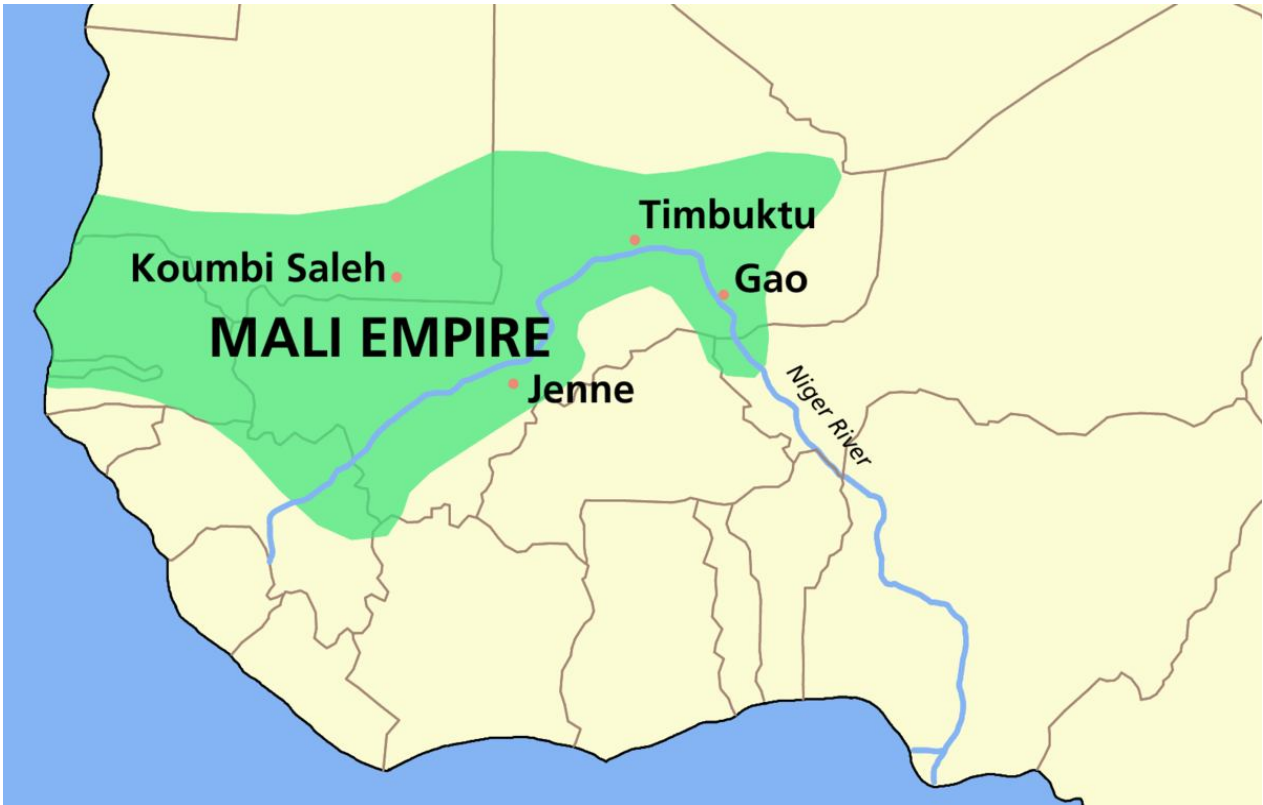 Timbuktu
Koumbi Saleh
Gao
MALI EMPIRE
Jenne
Niger River